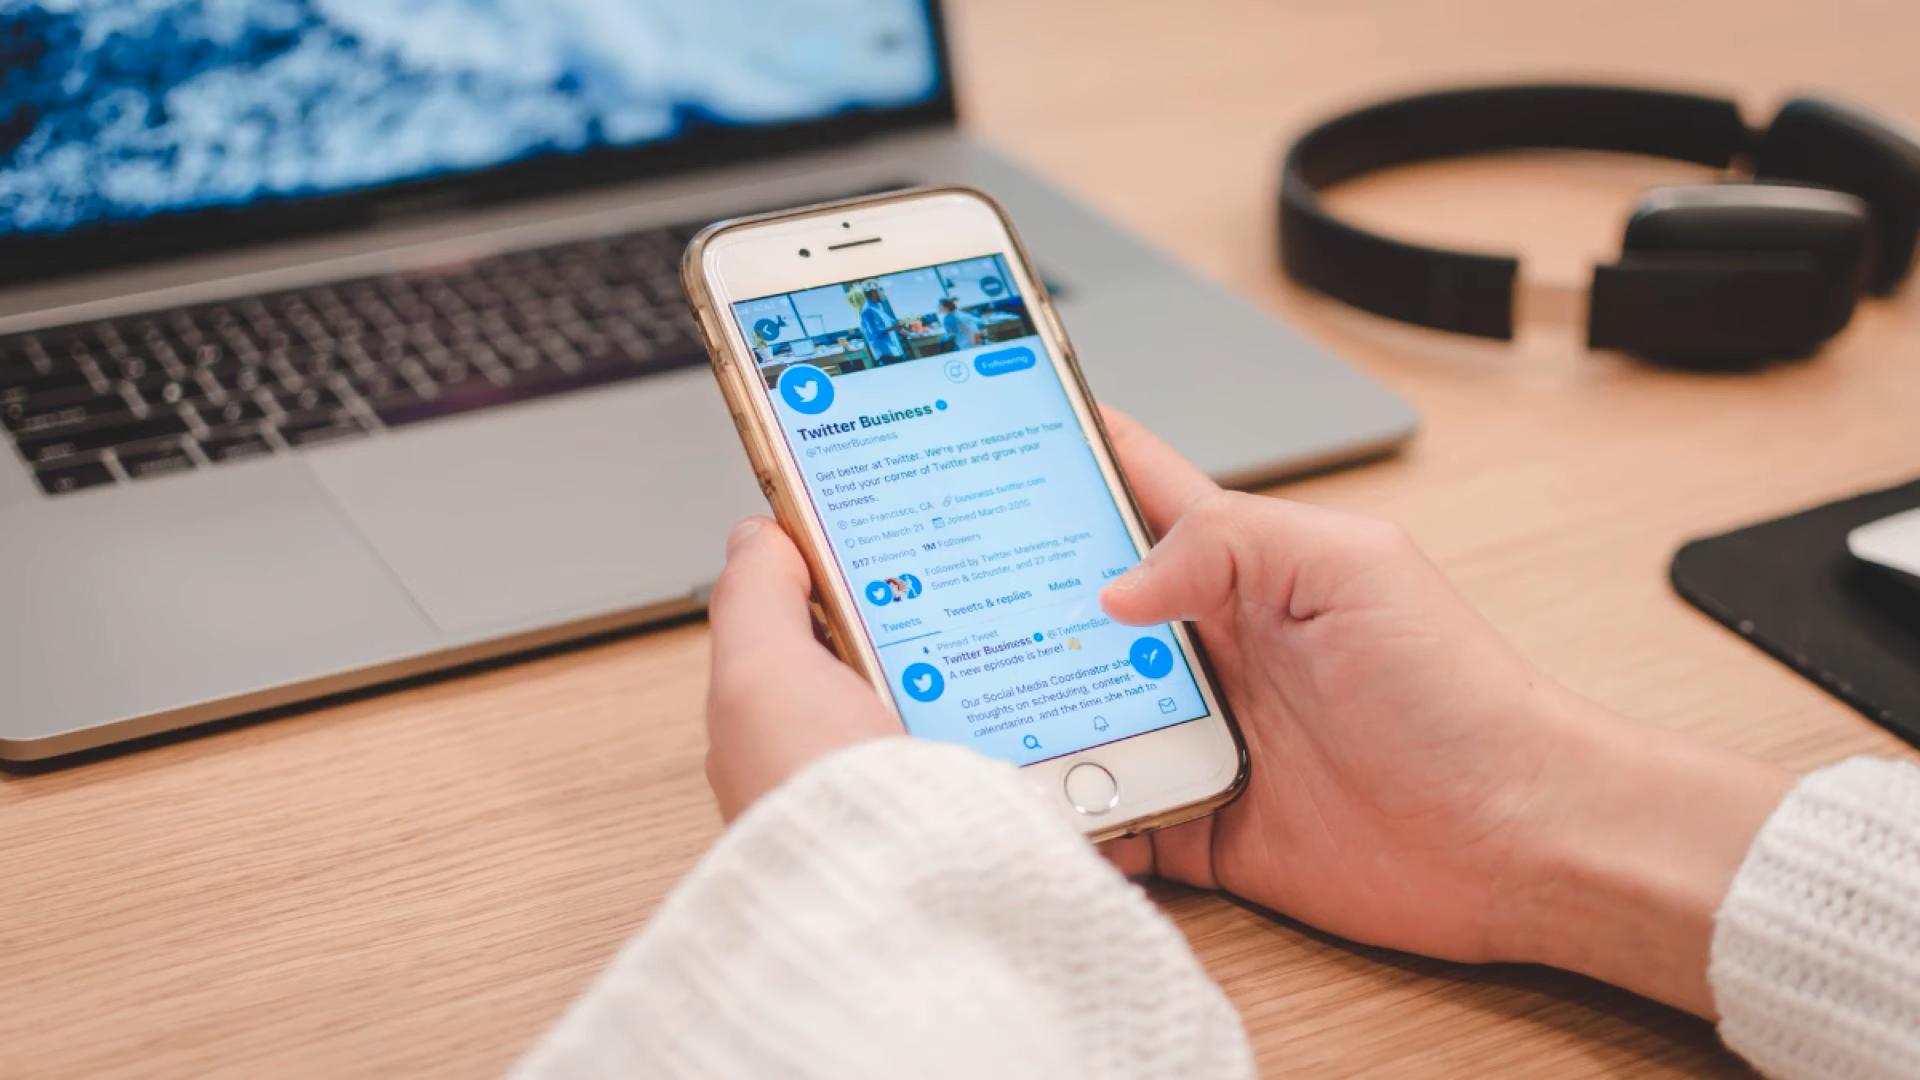 Following
Twitter Business
@TwitterBusiness
Get better at Twitter. We're your resource for how
to find your corner of Twitter and grow your
business.
San Francisco, CA business.twitter.com
Born March 21 Joined March 2010
517 Following 1M Followers
Followed by Twitter Marketing, Agnes,
Simon & Schuster, and 27 others
Tweets Tweets & replies Media Likes
Pinned Tweet
Twitter Business @TwitterBus
A new episode is here! 👋
Our Social Media Coordinator sha
thoughts on scheduling, content-
calendaring, and the time she had to